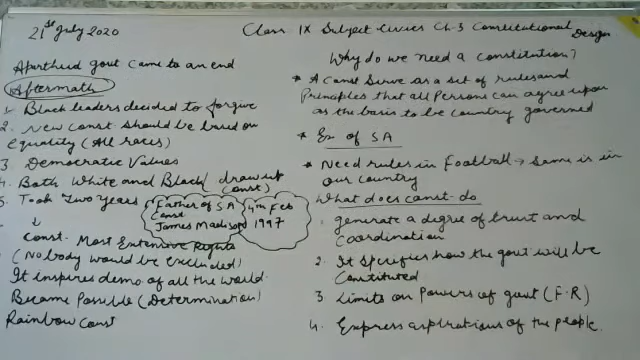 21st July 2020
Class IX Subject Civics Ch-3 Constitutional Design
Apartheid govt came to an end
Aftermath
1. Black leaders decided to forgive
2. New const should be based on
equality (All races)
3 Democratic Values
4. Both White and Black drew up (const)
5. Took Two Years
Father of SA
Const
James Madison
4th Feb
1997
Const. Most Extensive Rights
(Nobody would be excluded)
It inspires demo of all the world.
Became Possible (Determination)
Rainbow Const
Why do we need a constitution?
* A Const Serve as a set of rules and
Principles that all Persons can agree upon
as the basis to be country governed
* Ex of SA
* Need rules in Football → Same is in
our country
What does const do
1. generate a degree of trust and
coordination
2. It specifies how the govt will be
Constituted
3 Limits on Powers of govt (F.R)
4. Express aspirations of the people.